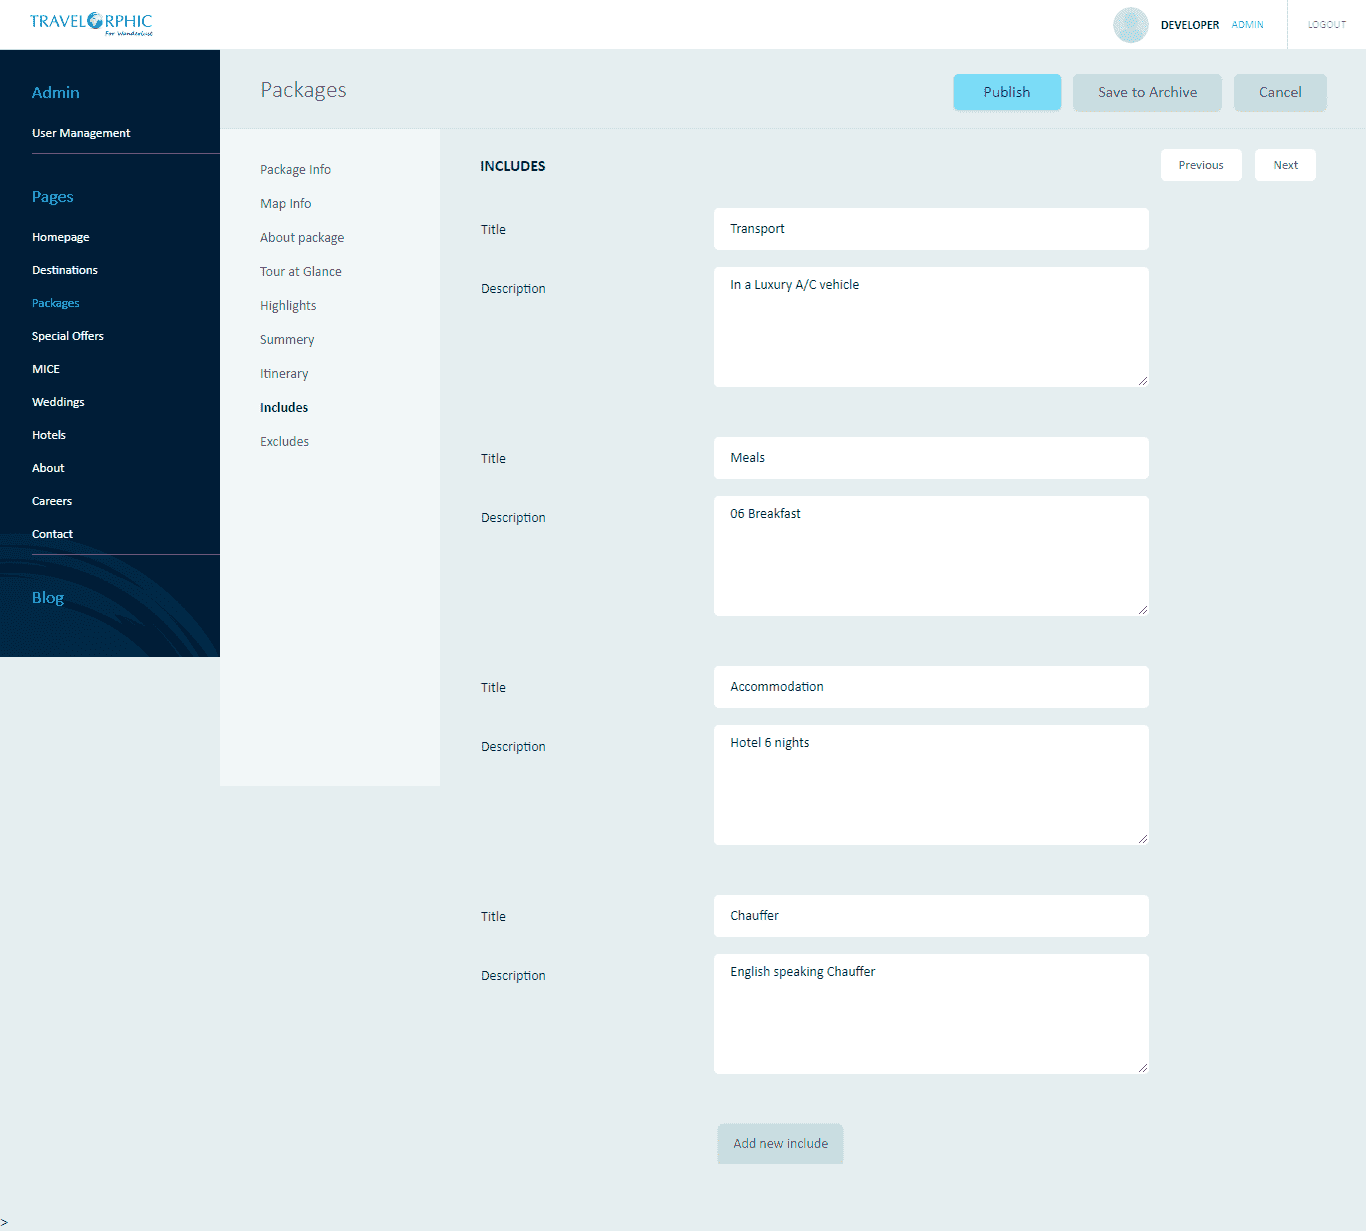 TRAVELORPHIC
For Wanderlust
DEVELOPER ADMIN
LOGOUT
Admin
User Management
Pages
Homepage
Destinations
Packages
Special Offers
MICE
Weddings
Hotels
About
Careers
Contact
Blog
Packages
Publish
Save to Archive
Cancel
Package Info
Map Info
About package
Tour at Glance
Highlights
Summery
Itinerary
Includes
Excludes
INCLUDES
Previous
Next
Title
Transport
Description
In a Luxury A/C vehicle
Title
Meals
Description
06 Breakfast
Title
Accommodation
Description
Hotel 6 nights
Title
Chauffer
Description
English speaking Chauffer
Add new include
>